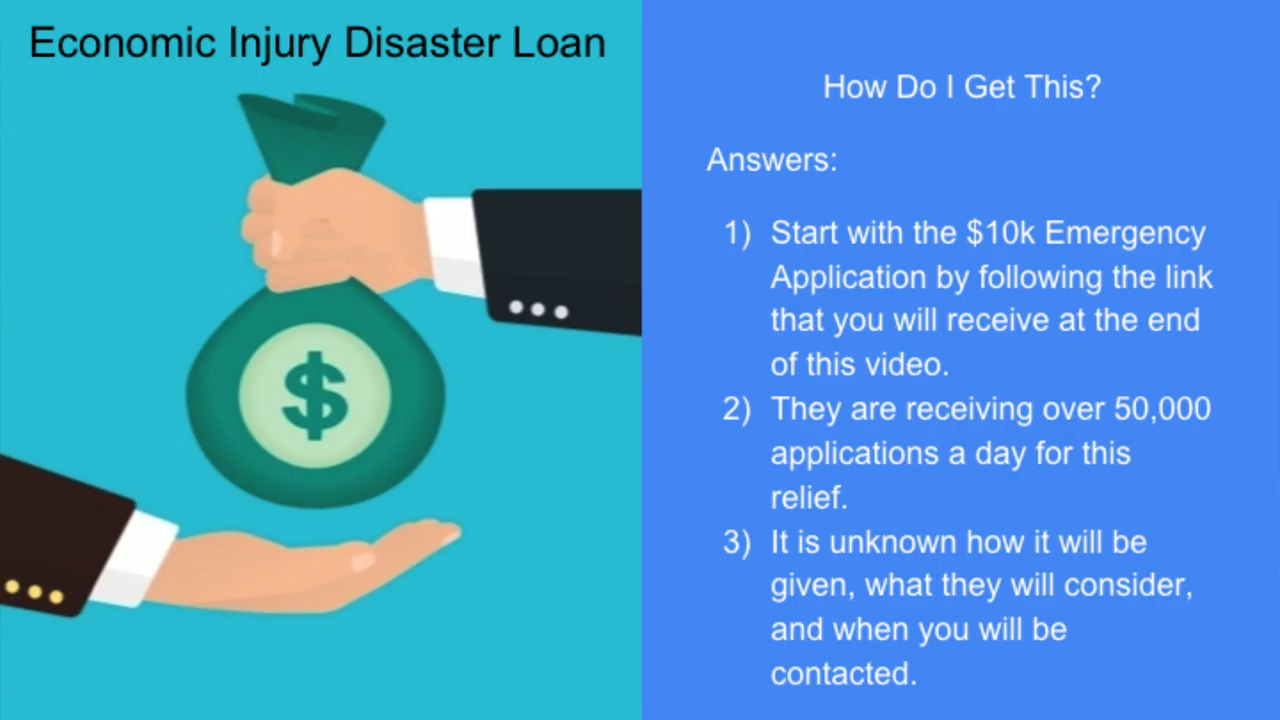 Economic Injury Disaster Loan
$
How Do I Get This?
Answers:
1) Start with the $10k Emergency
Application by following the link
that you will receive at the end
of this video.
2) They are receiving over 50,000
applications a day for this
relief.
3) It is unknown how it will be
given, what they will consider,
and when you will be
contacted.